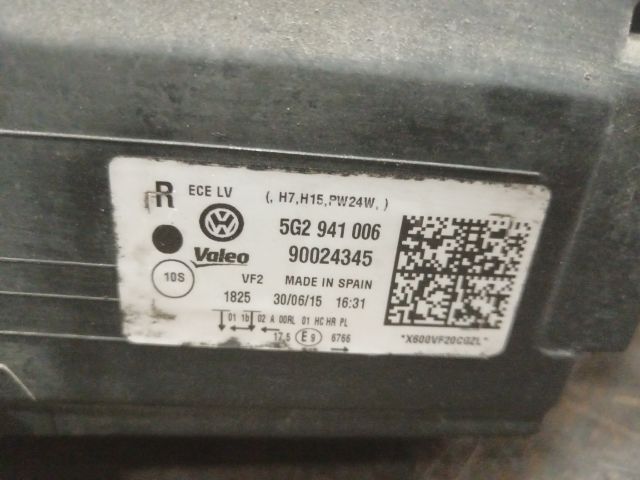 R ECE LV (, H7,H15,PW24W, )
5G2 941 006
Valeo 90024345
10S VF2 MADE IN SPAIN
1825 30/06/15 16:31
01 1b 02 A 00RL 01 HC HR PL
17.5 E9 6766
*X600VF20C0ZL*